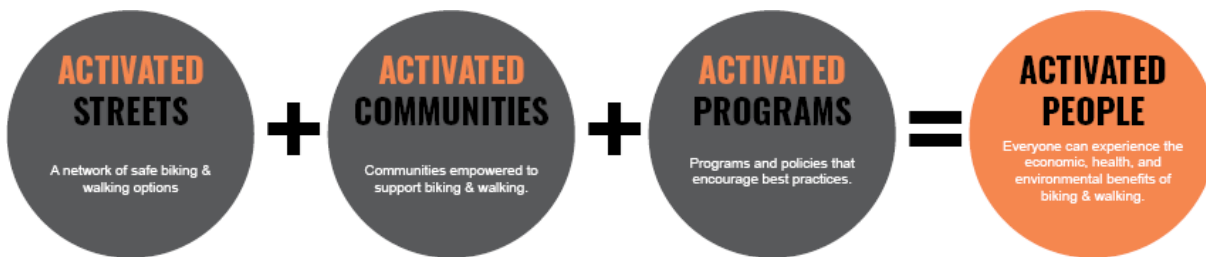 ACTIVATED
STREETS
A network of safe biking &
walking options
+
ACTIVATED
COMMUNITIES
Communities empowered to
support biking & walking.
+
ACTIVATED
PROGRAMS
Programs and policies that
encourage best practices.
=
ACTIVATED
PEOPLE
Everyone can experience the
economic, health, and
environmental benefits of
biking & walking.